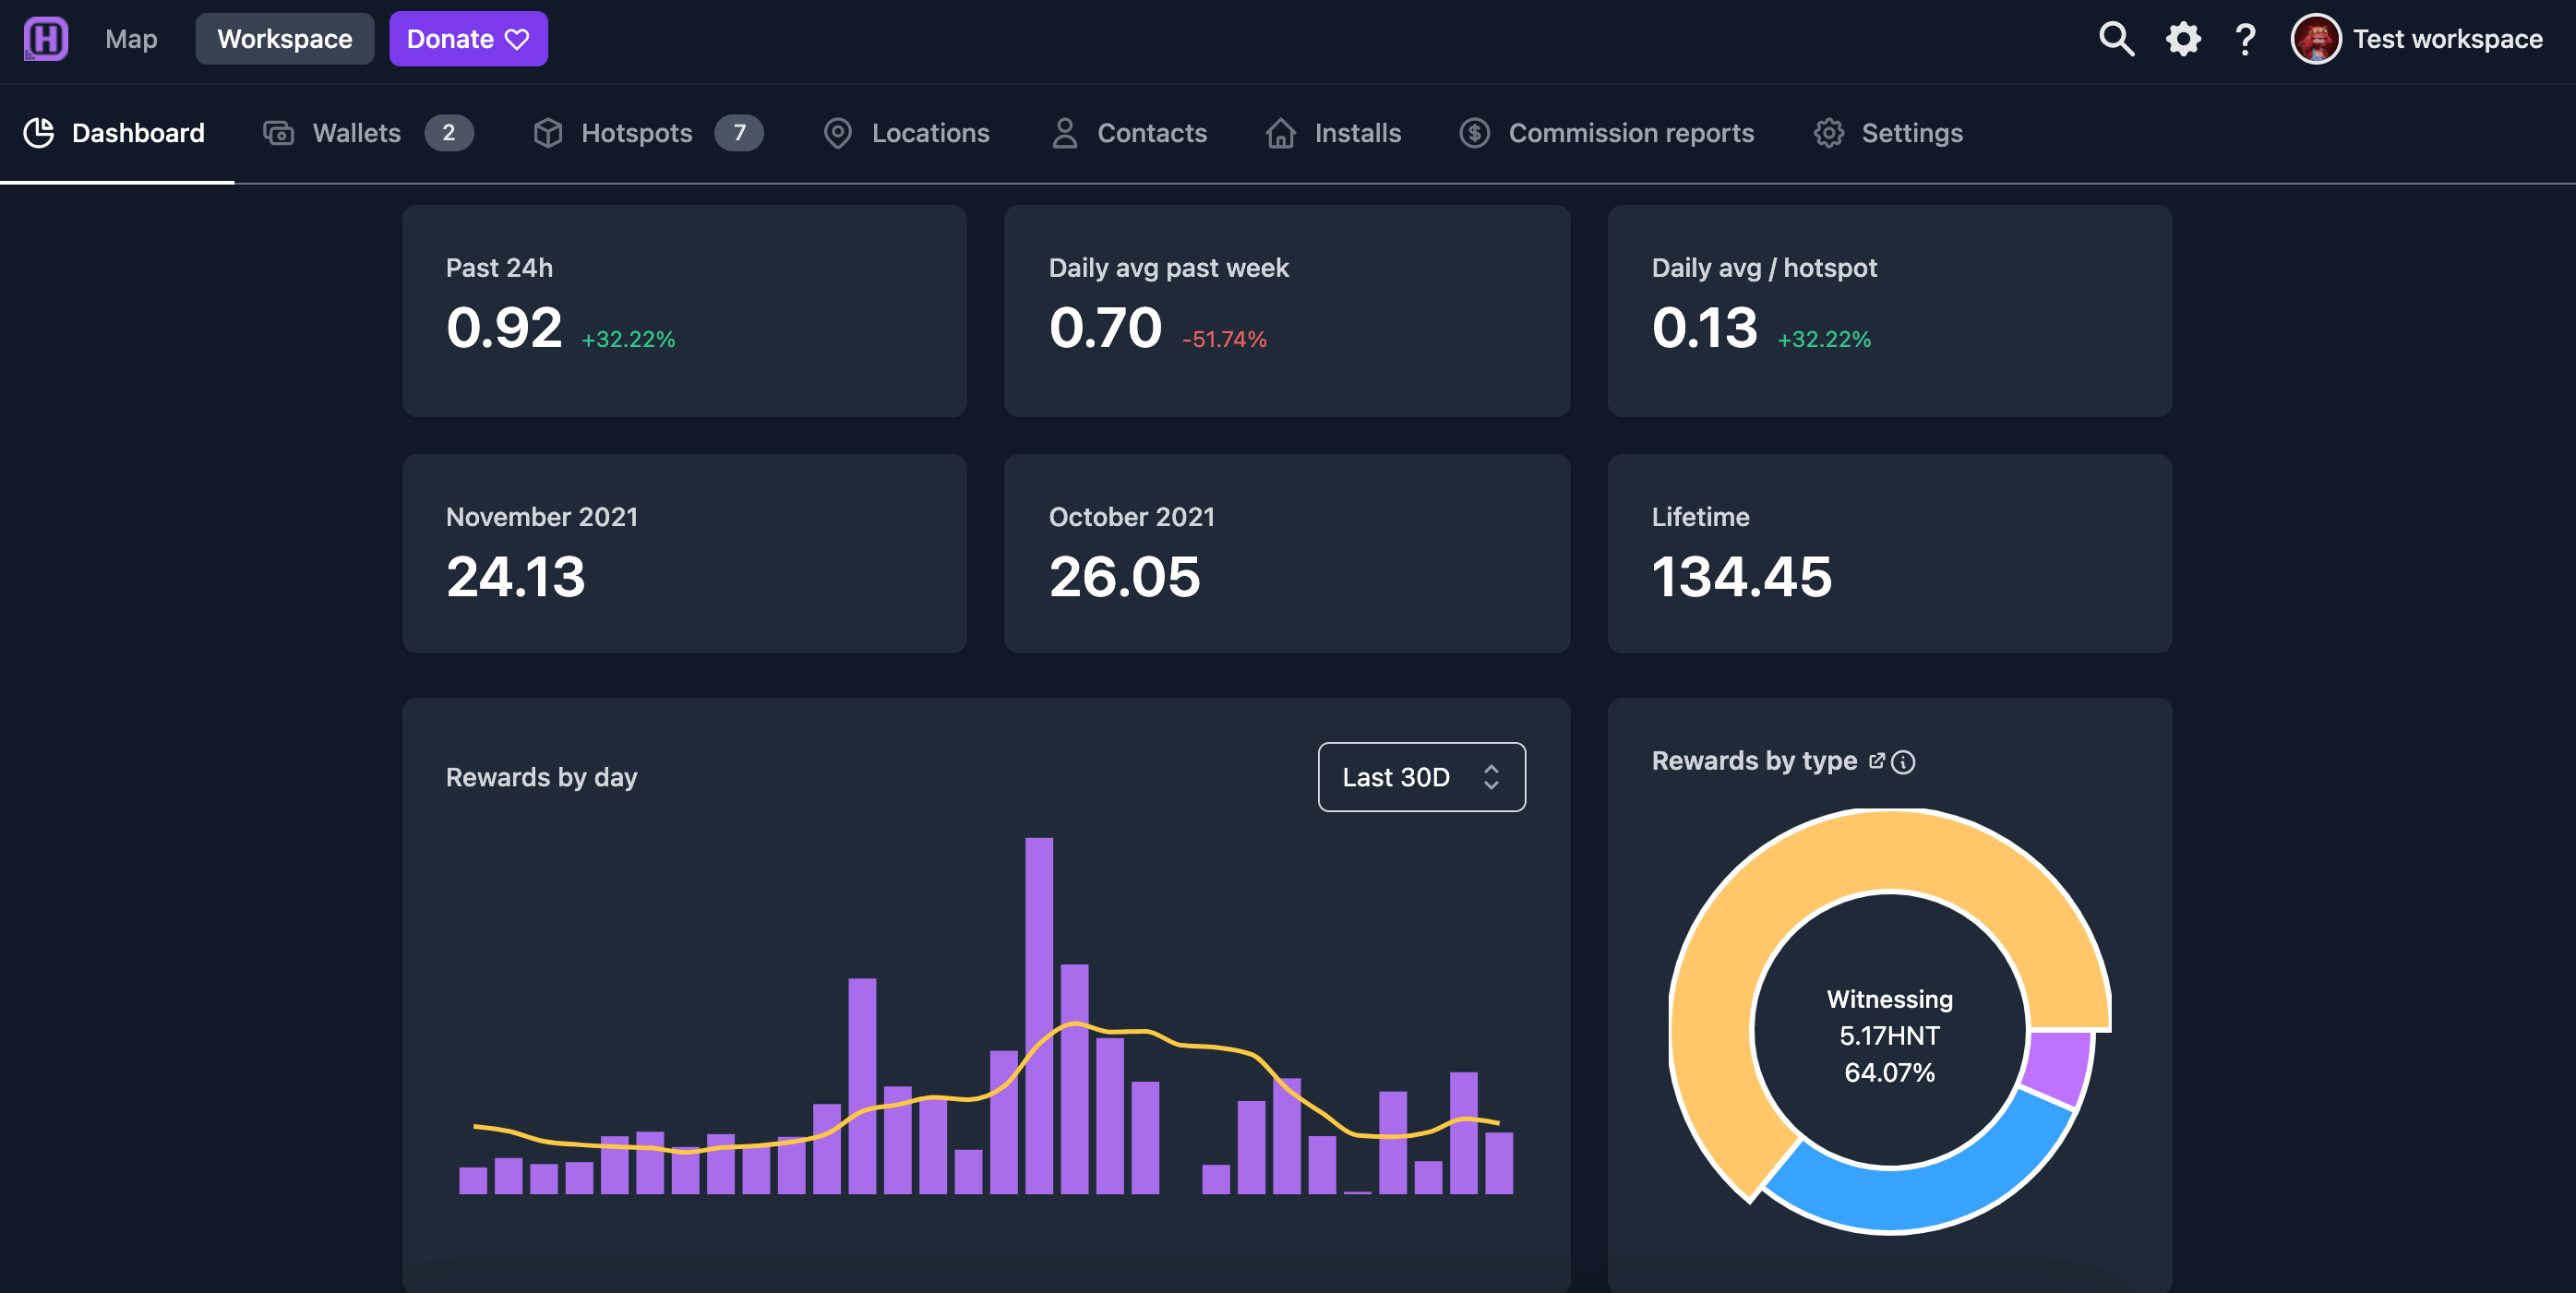 H Map Workspace Donate Test workspace
Dashboard Wallets 2 Hotspots 7 Locations Contacts Installs Commission reports Settings
Past 24h
0.92 +32.22%
Daily avg past week
0.70 -51.74%
Daily avg / hotspot
0.13 +32.22%
November 2021
24.13
October 2021
26.05
Lifetime
134.45
Rewards by day
Last 30D
Rewards by type
Witnessing
5.17HNT
64.07%